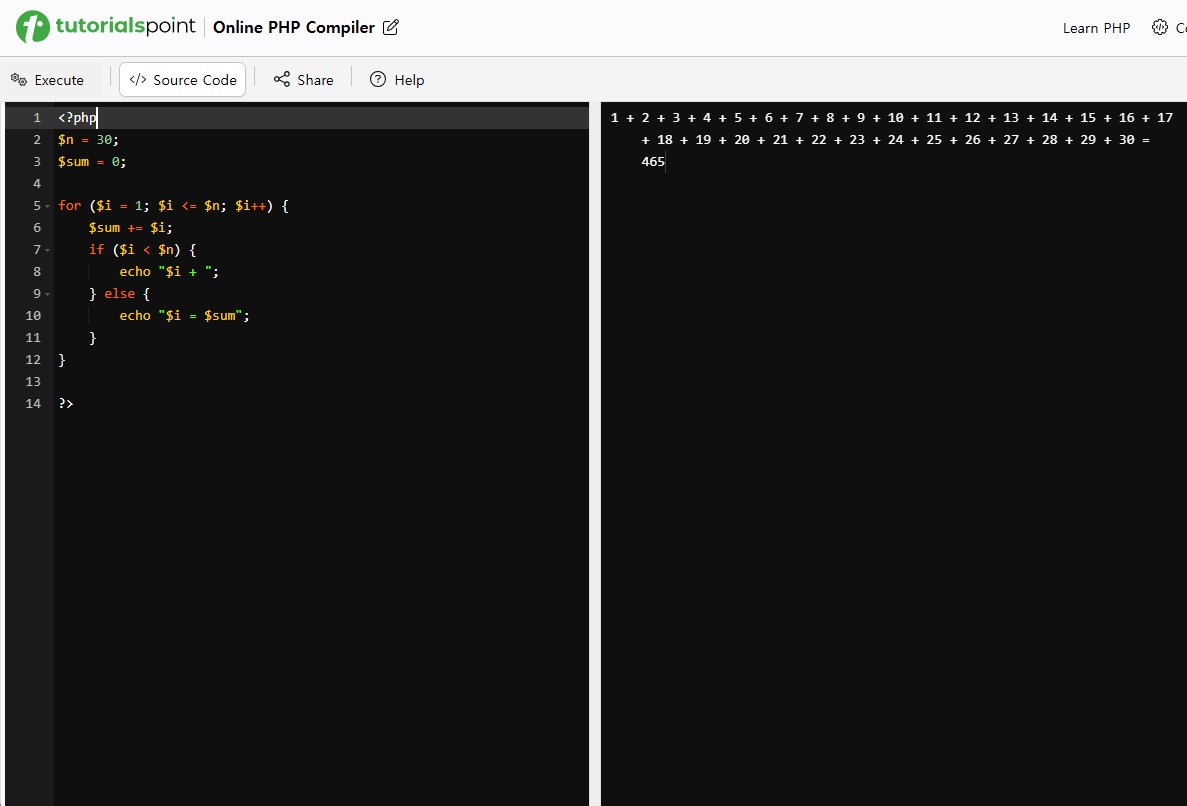 tutorialspoint Online PHP Compiler Learn PHP
Execute </> Source Code Share Help
1 <?php
2 $n = 30;
3 $sum = 0;
4
5 for ($i = 1; $i <= $n; $i++) {
6     $sum += $i;
7     if ($i < $n) {
8         echo "$i + ";
9     } else {
10         echo "$i = $sum";
11     }
12 }
13
14 ?>
1 + 2 + 3 + 4 + 5 + 6 + 7 + 8 + 9 + 10 + 11 + 12 + 13 + 14 + 15 + 16 + 17
+ 18 + 19 + 20 + 21 + 22 + 23 + 24 + 25 + 26 + 27 + 28 + 29 + 30 =
465